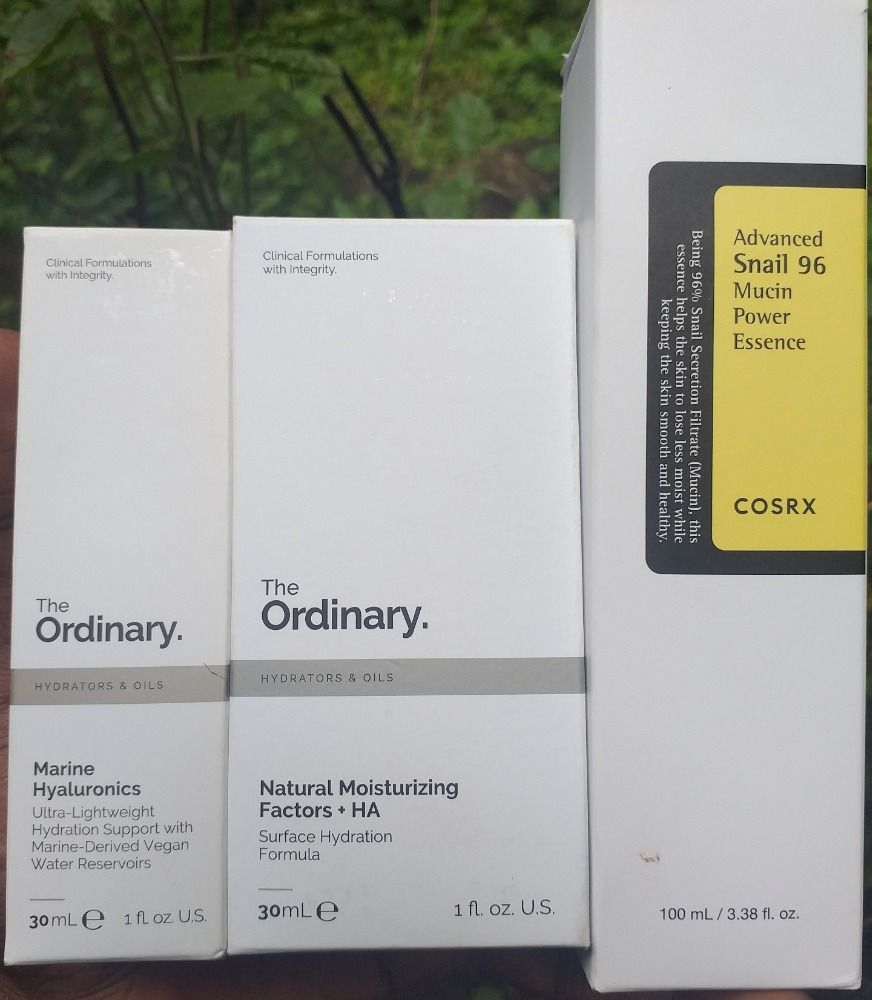 Clinical Formulations
with Integrity.
The
Ordinary.
HYDRATORS & OILS
Marine
Hyaluronics
Ultra-Lightweight
Hydration Support with
Marine-Derived Vegan
Water Reservoirs
30 mL e 1 fl. oz. U.S.
Clinical Formulations
with Integrity.
The
Ordinary.
HYDRATORS & OILS
Natural Moisturizing
Factors + HA
Surface Hydration
Formula
30mL e 1 fl. oz. U.S.
Being 96% Snail Secretion Filtrate (Mucin), this
essence helps the skin to lose less moist while
keeping the skin smooth and healthy.
Advanced
Snail 96
Mucin
Power
Essence
COSRX
100 mL / 3.38 fl. oz.